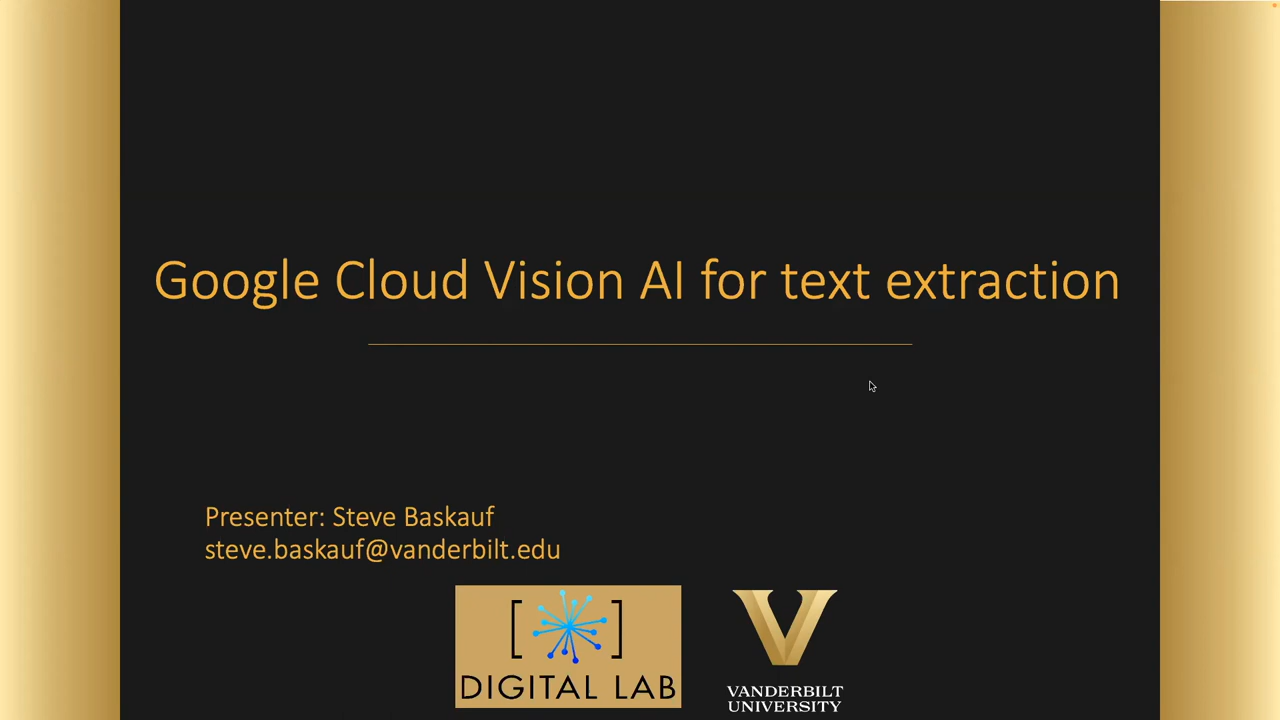 Google Cloud Vision AI for text extraction
Presenter: Steve Baskauf
steve.baskauf@vanderbilt.edu
[ ]
DIGITAL LAB
V
VANDERBILT
UNIVERSITY